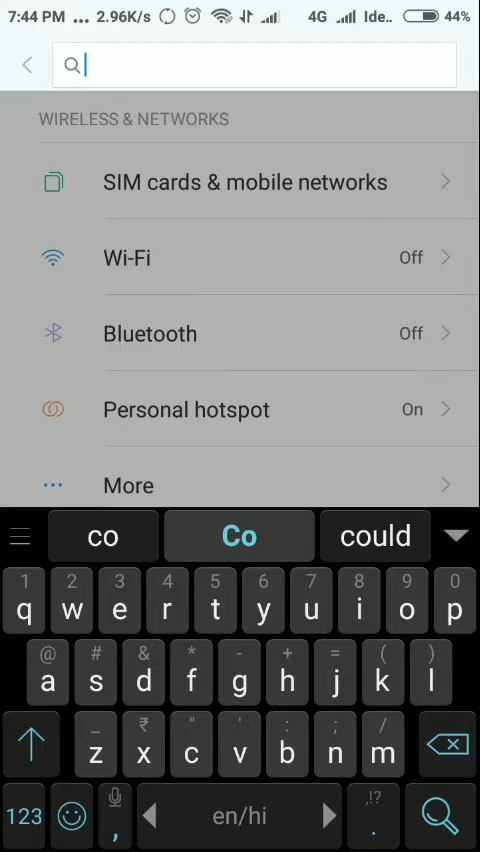 7:44 PM ... 2.96K/s 4G Ide.. 44%
WIRELESS & NETWORKS
SIM cards & mobile networks
Wi-Fi Off
Bluetooth Off
Personal hotspot On
More
co Co could
1 2 3 4 5 6 7 8 9 0
q w e r t y u i o p
@ # & * - + = ( )
a s d f g h j k l
_ ₹ " ' : ; /
z x c v b n m
123 , en/hi ,!? .